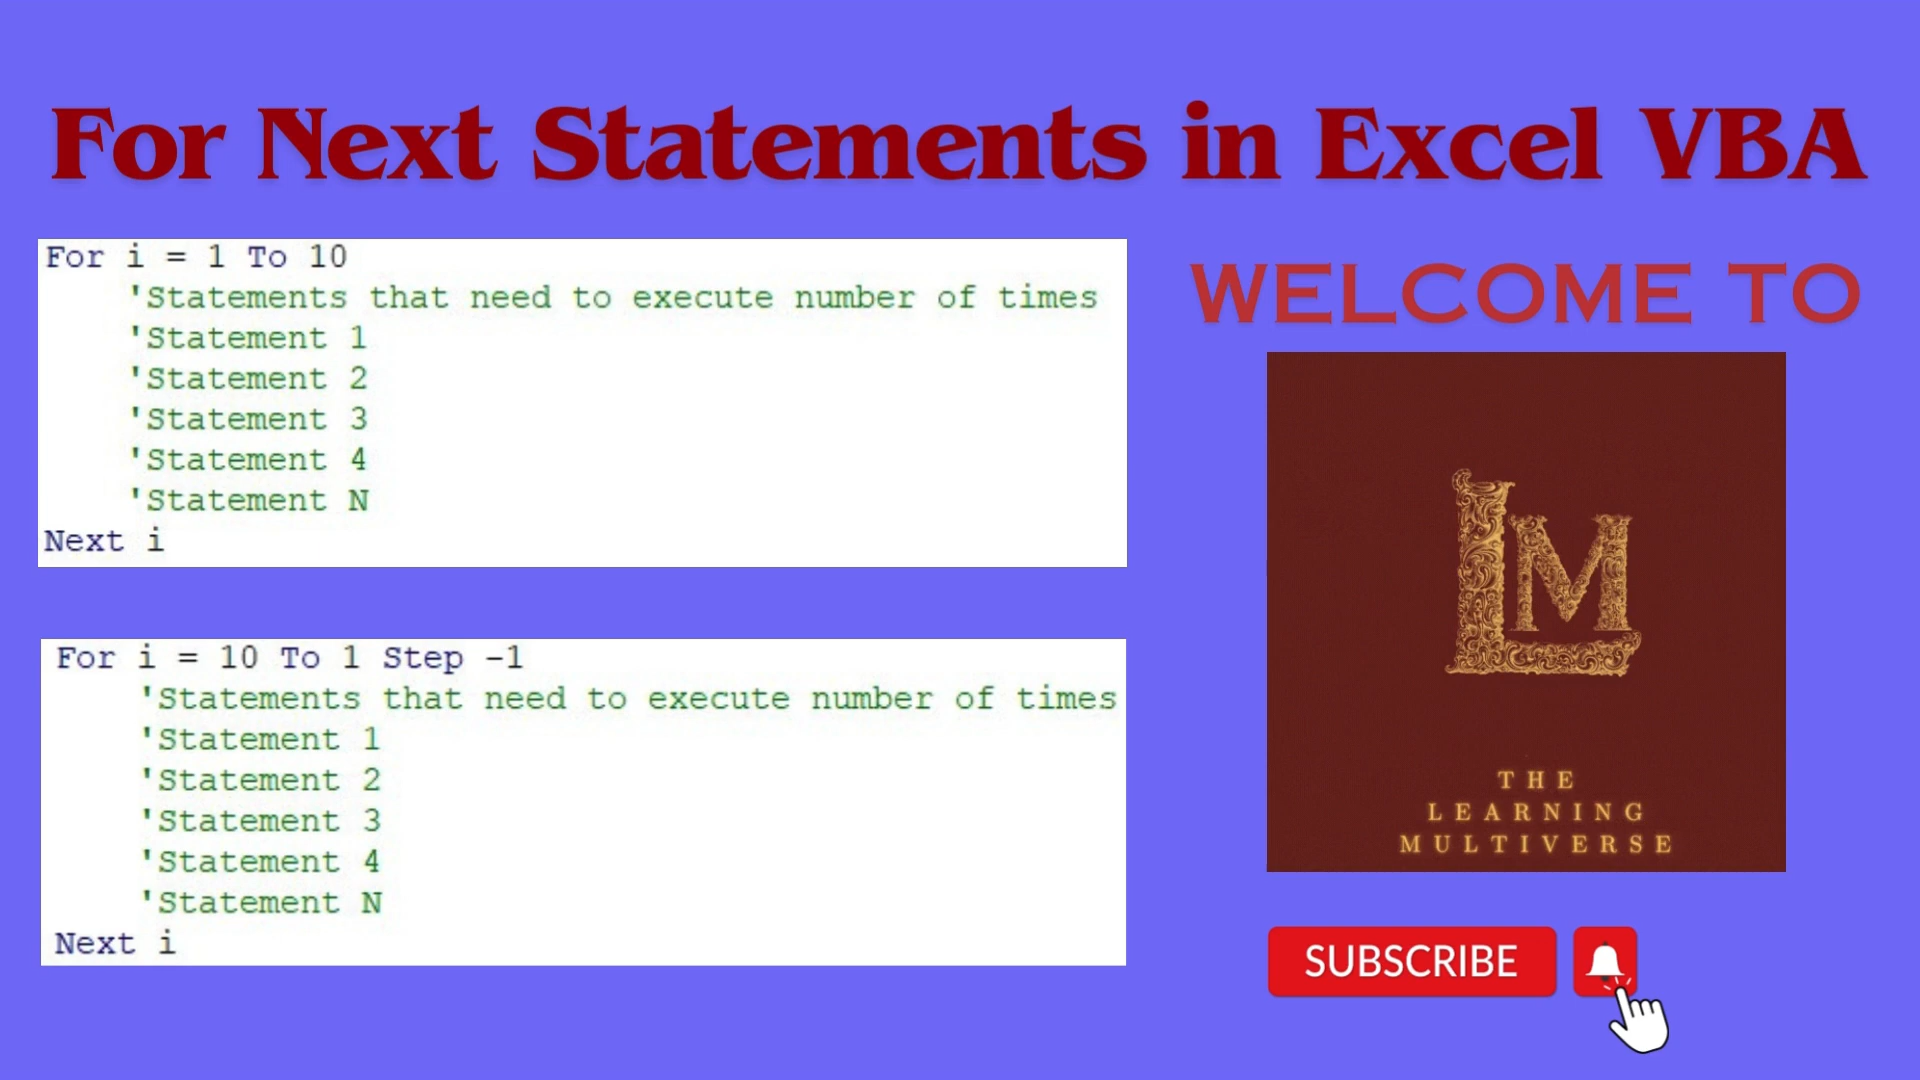 For Next Statements in Excel VBA
For i = 1 To 10
'Statements that need to execute number of times
'Statement 1
'Statement 2
'Statement 3
'Statement 4
'Statement N
Next i
For i = 10 To 1 Step -1
'Statements that need to execute number of times
'Statement 1
'Statement 2
'Statement 3
'Statement 4
'Statement N
Next i
WELCOME TO
LM
THE
LEARNING
MULTIVERSE
SUBSCRIBE